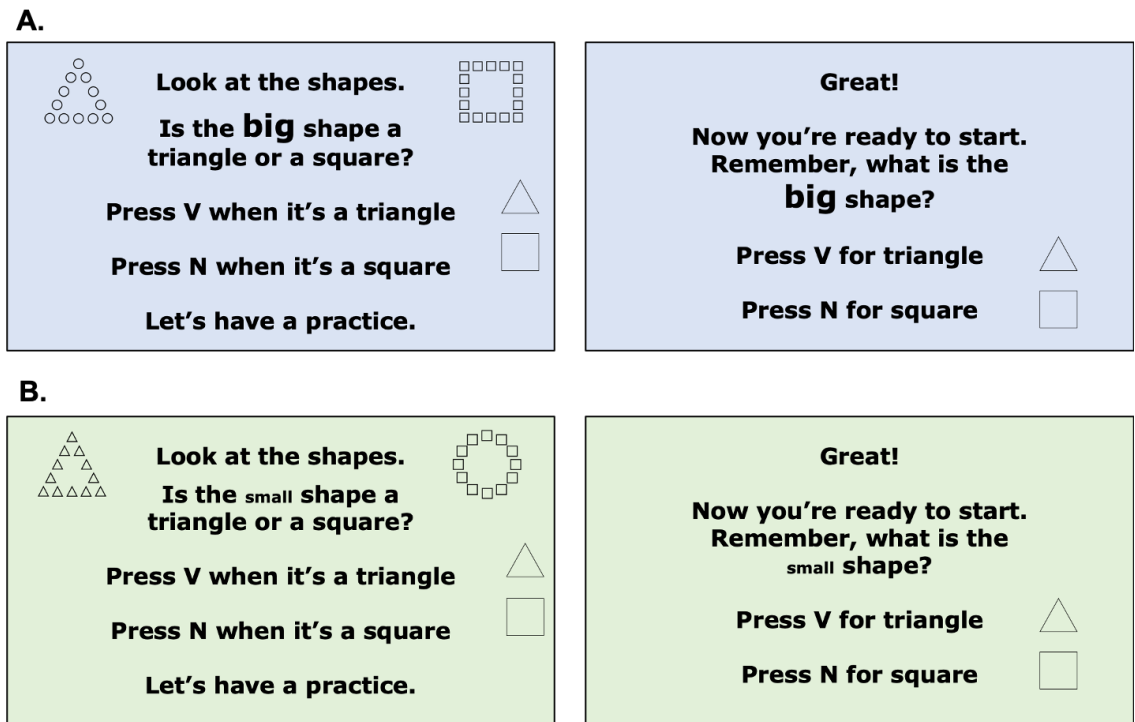 A.
Look at the shapes.
Is the big shape a
triangle or a square?
Press V when it's a triangle
Press N when it's a square
Let's have a practice.
Great!
Now you're ready to start.
Remember, what is the
big shape?
Press V for triangle
Press N for square
B.
Look at the shapes.
Is the small shape a
triangle or a square?
Press V when it's a triangle
Press N when it's a square
Let's have a practice.
Great!
Now you're ready to start.
Remember, what is the
small shape?
Press V for triangle
Press N for square